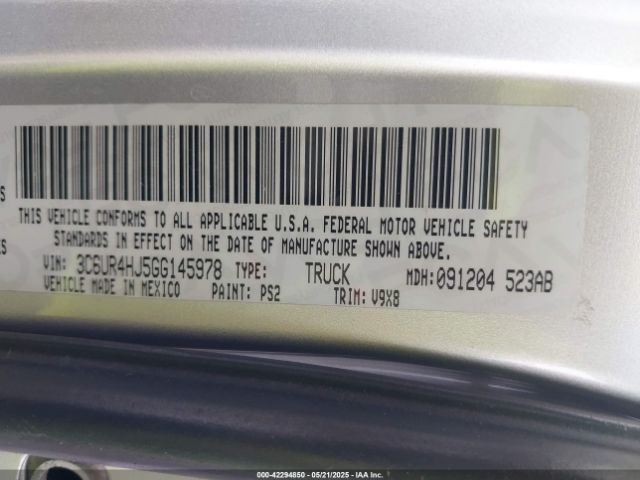 S
THIS VEHICLE CONFORMS TO ALL APPLICABLE U.S.A. FEDERAL MOTOR VEHICLE SAFETY
ES STANDARDS IN EFFECT ON THE DATE OF MANUFACTURE SHOWN ABOVE.
VIN: 3C6UR4HJ5GG145978 TYPE: TRUCK MDH: 091204 523AB
VEHICLE MADE IN MEXICO PAINT: PS2 TRIM: V9X8
000-42294850 - 05/21/2025 - IAA Inc.